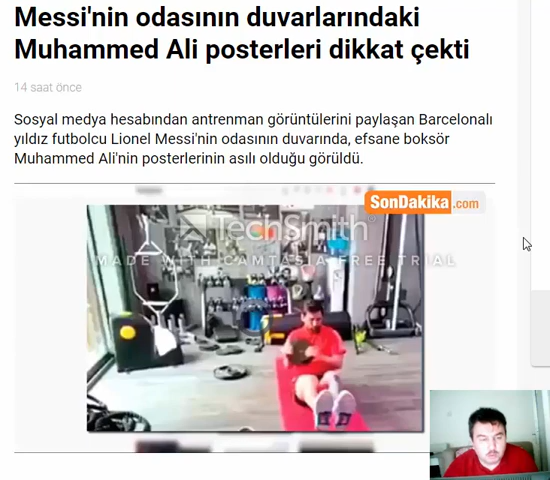 Messi'nin odasının duvarlarındaki
Muhammed Ali posterleri dikkat çekti
14 saat önce
Sosyal medya hesabından antrenman görüntülerini paylaşan Barcelonalı
yıldız futbolcu Lionel Messi'nin odasının duvarında, efsane boksör
Muhammed Ali'nin posterlerinin asılı olduğu görüldü.
SonDakika.com
TechSmith
MADE WITH CAMTASIA FREE TRIAL